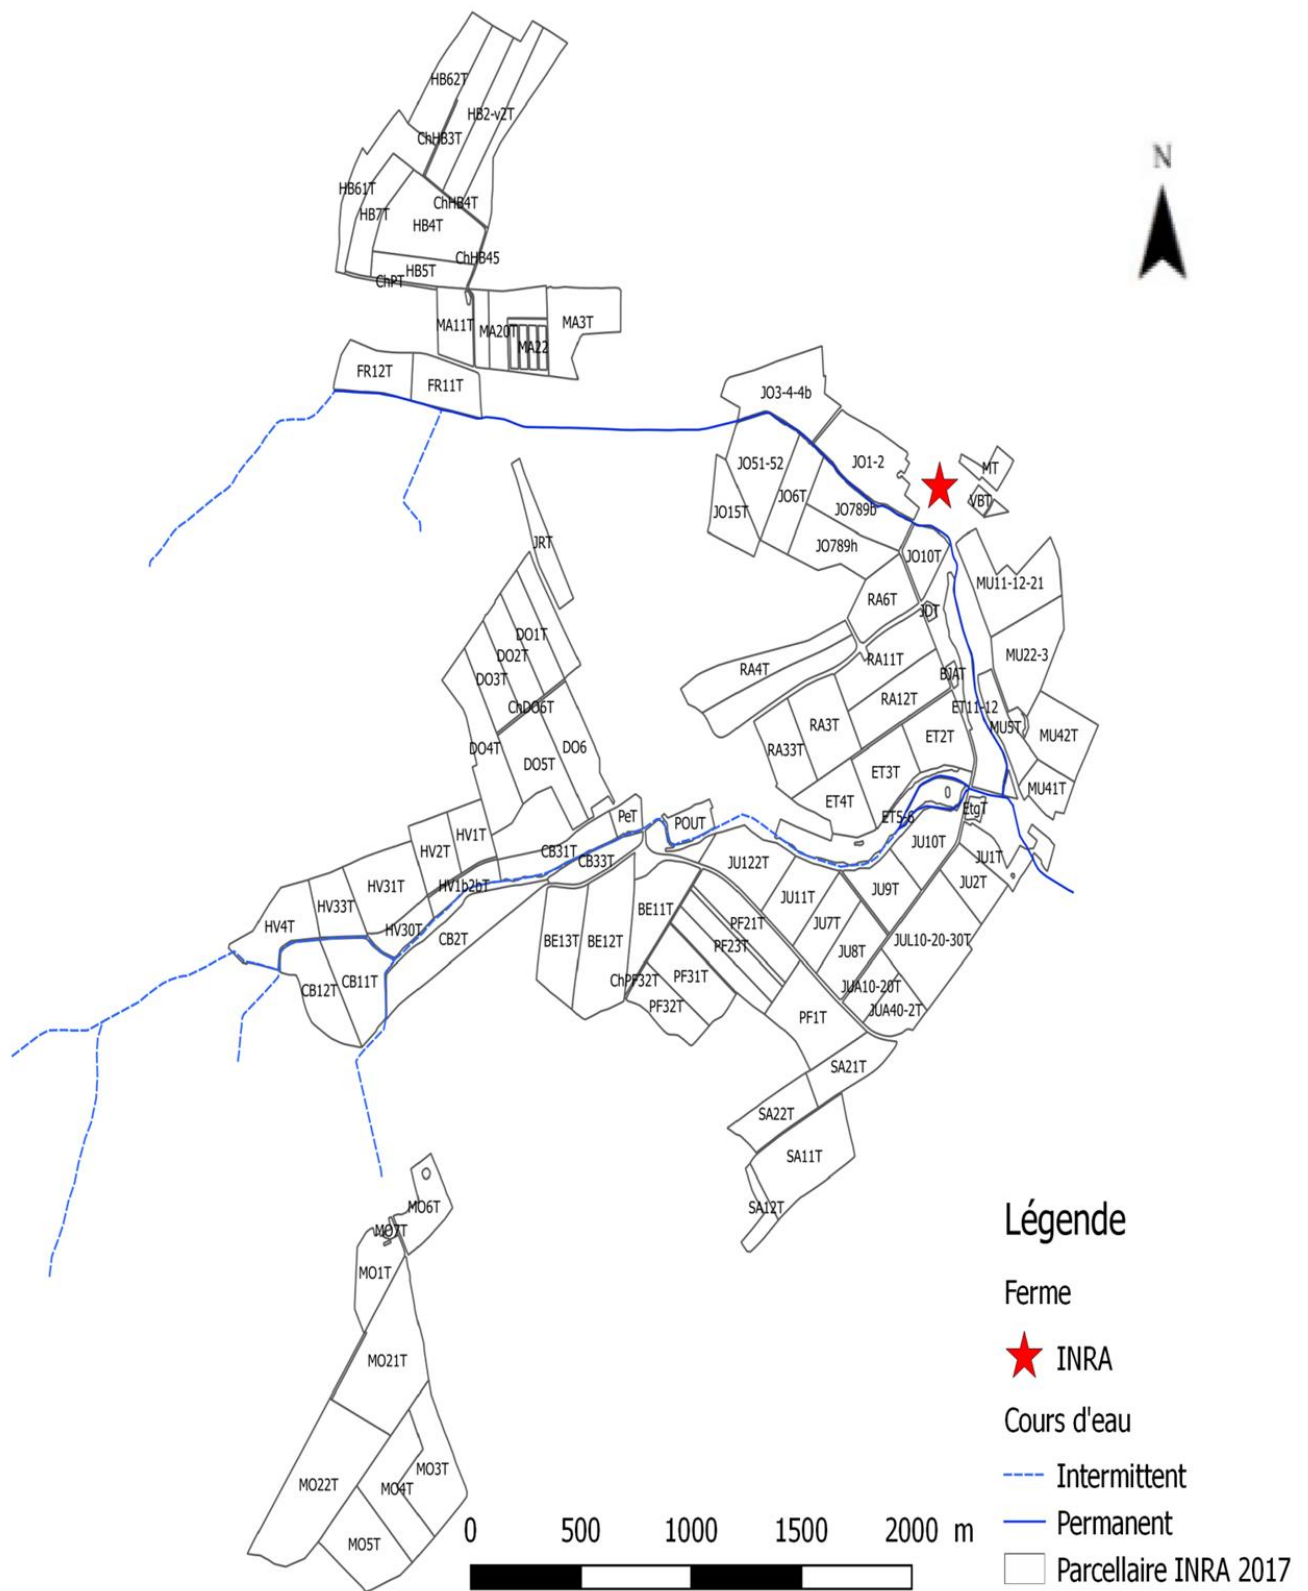 HB62T
HB2-v2T
ChHB3T
N
HB61T
ChHB4T
HB7T
HB4T
ChHB45
HB5T
ChPT
MA11T
MA20T
MA3T
MA22
FR12T
FR11T
JO3-4-4b
JO51-52
JO1-2
MT
JO6T
VBT
JO15T
JO789b
JRT
JO789h
JO10T
MU11-12-21
RA6T
JDT
DO1T
DO2T
RA11T
MU22-3
RA4T
DO3T
BJAT
RA12T
ChDO6T
ET11-12
RA3T
MU5T
DO4T
DO6
RA33T
ET2T
MU42T
DO5T
ET3T
MU41T
ET4T
EtgT
PeT
POUT
ET5-6
HV1T
JU10T
HV2T
CB31T
JU1T
CB33T
JU122T
HV31T
HV1b2bT
JU2T
JU11T
JU9T
HV33T
BE11T
HV4T
PF21T
JU7T
HV30T
CB2T
BE13T
BE12T
PF23T
JU8T
JUL10-20-30T
CB11T
ChPF32T
PF31T
JUA10-20T
CB12T
PF32T
JUA40-2T
PF1T
SA21T
SA22T
SA11T
MO6T
SA12T
MO7T
MO1T
MO21T
MO3T
MO22T
MO4T
MO5T
Légende
Ferme
INRA
Cours d'eau
Intermittent
Permanent
Parcellaire INRA 2017
0 500 1000 1500 2000 m